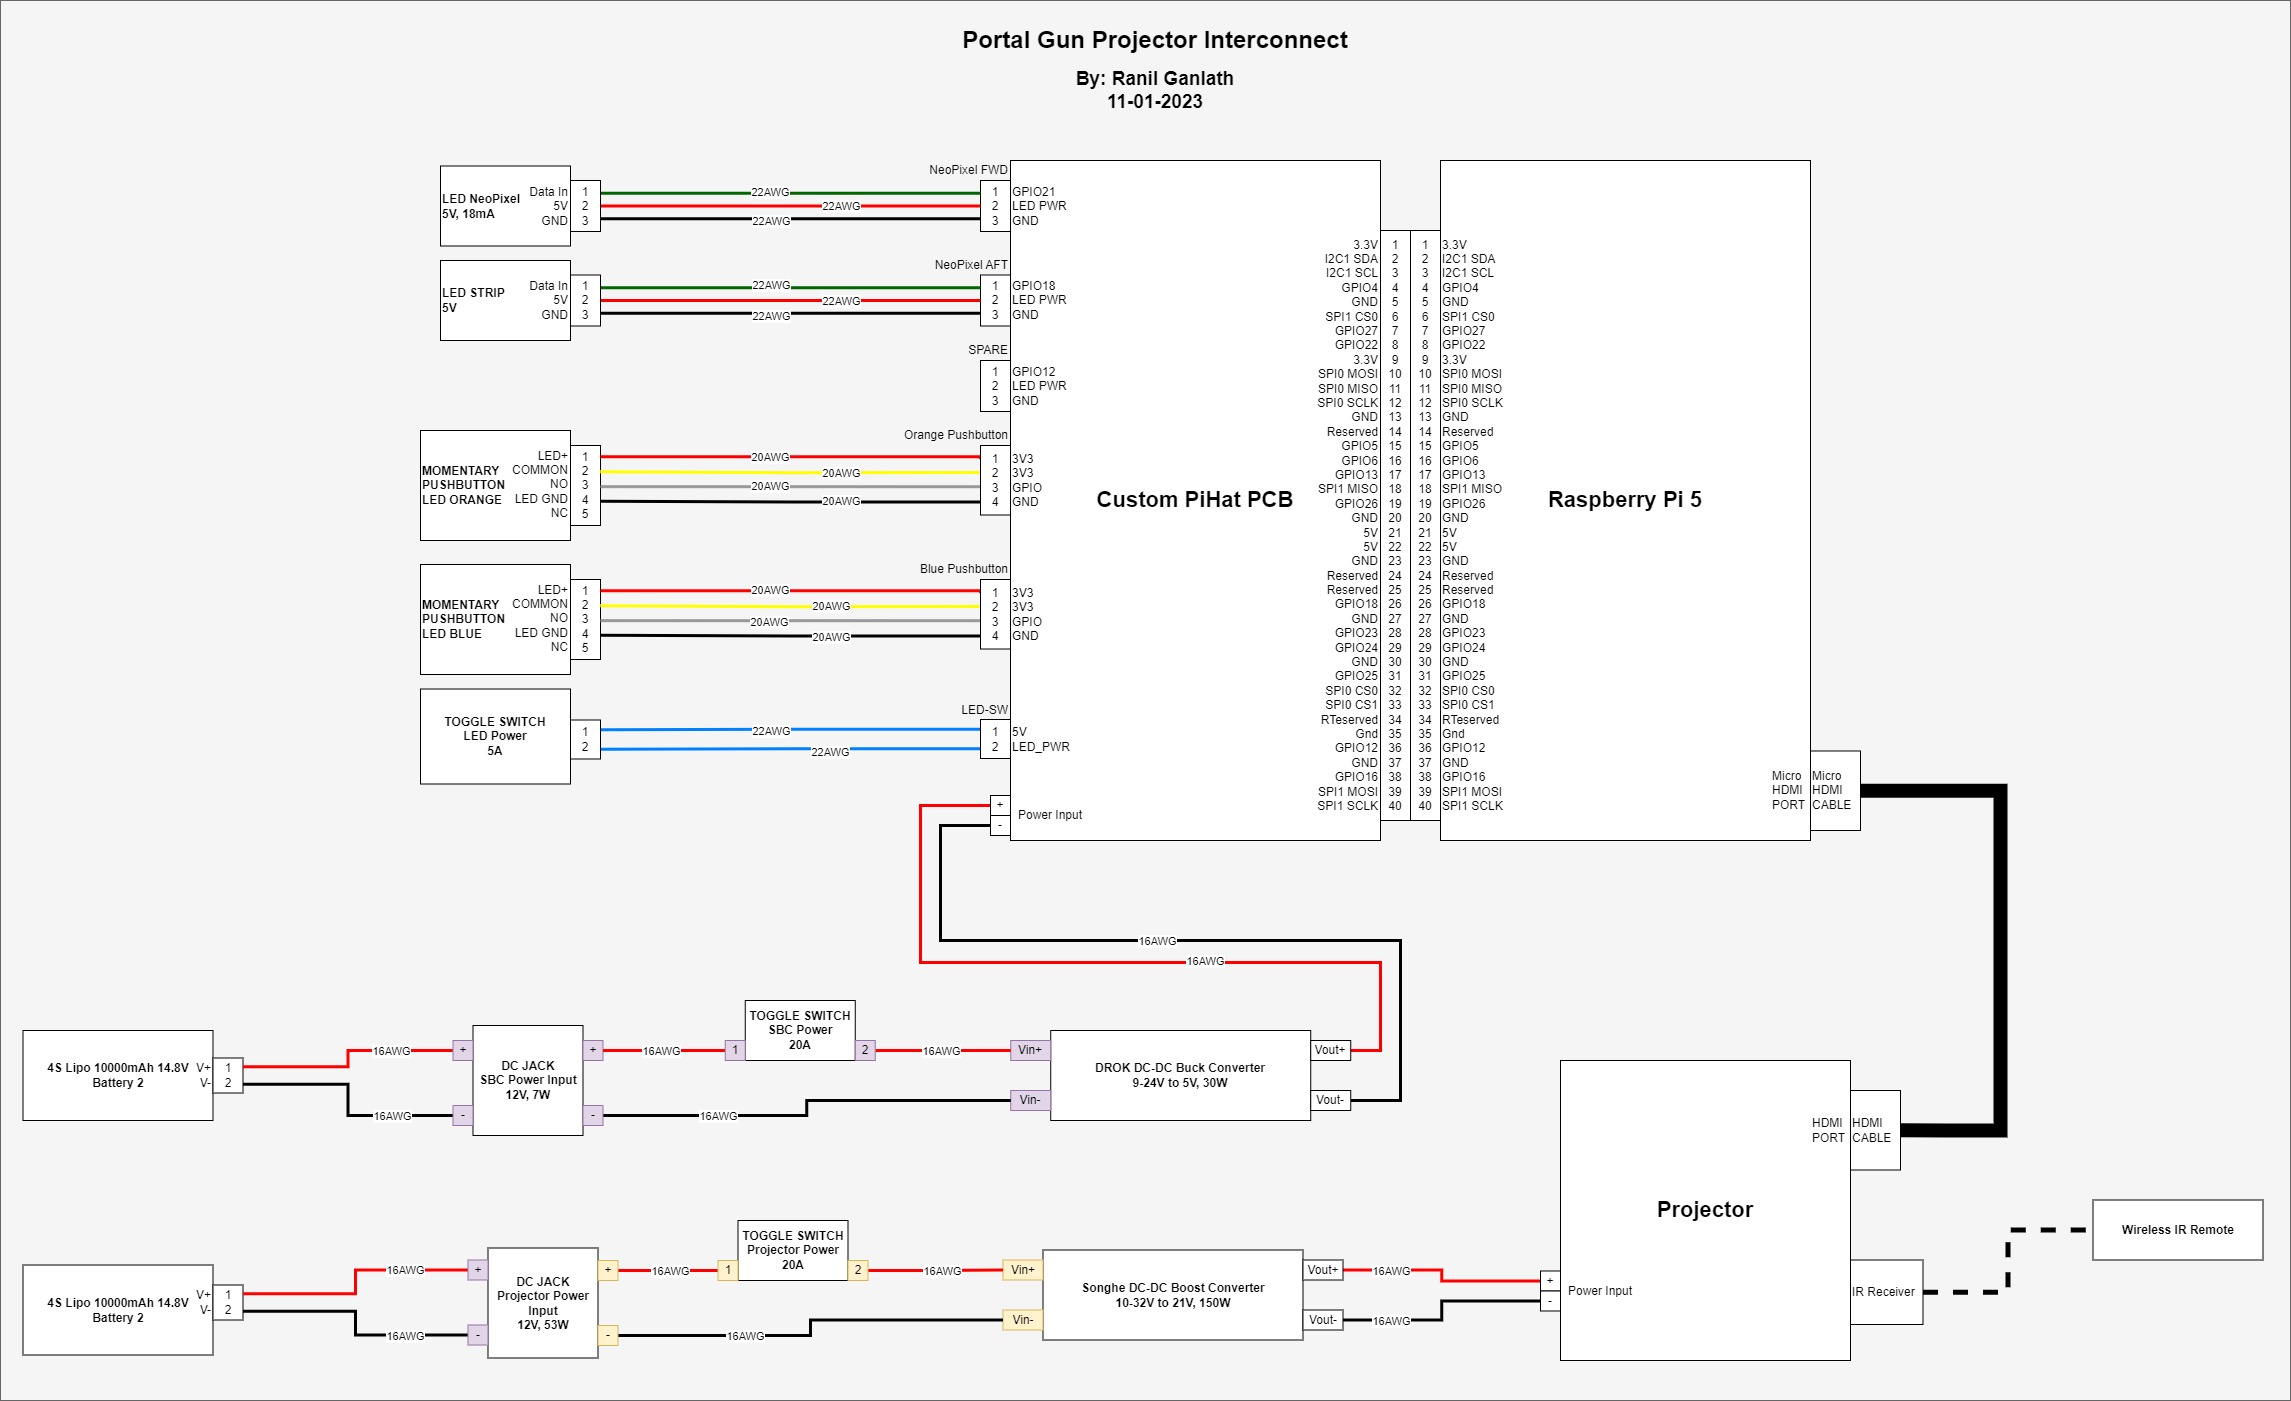 Portal Gun Projector Interconnect
By: Ranil Ganlath
11-01-2023
LED NeoPixel
5V, 18mA
Data In 1
5V 2
GND 3
22AWG
22AWG
22AWG
NeoPixel FWD
1 GPIO21
2 LED PWR
3 GND
LED STRIP
5V
Data In 1
5V 2
GND 3
22AWG
22AWG
22AWG
NeoPixel AFT
1 GPIO18
2 LED PWR
3 GND
SPARE
1 GPIO12
2 LED PWR
3 GND
MOMENTARY
PUSHBUTTON
LED ORANGE
LED+ 1
COMMON 2
NO 3
LED GND 4
NC 5
20AWG
20AWG
20AWG
20AWG
Orange Pushbutton
1 3V3
2 3V3
3 GPIO
4 GND
MOMENTARY
PUSHBUTTON
LED BLUE
LED+ 1
COMMON 2
NO 3
LED GND 4
NC 5
20AWG
20AWG
20AWG
20AWG
Blue Pushbutton
1 3V3
2 3V3
3 GPIO
4 GND
TOGGLE SWITCH
LED Power
5A
1
2
22AWG
22AWG
LED-SW
1 5V
2 LED_PWR
+
-
Power Input
Custom PiHat PCB
Raspberry Pi 5
3.3V 1 1 3.3V
I2C1 SDA 2 2 I2C1 SDA
I2C1 SCL 3 3 I2C1 SCL
GPIO4 4 4 GPIO4
GND 5 5 GND
SPI1 CS0 6 6 SPI1 CS0
GPIO27 7 7 GPIO27
GPIO22 8 8 GPIO22
3.3V 9 9 3.3V
SPI0 MOSI 10 10 SPI0 MOSI
SPI0 MISO 11 11 SPI0 MISO
SPI0 SCLK 12 12 SPI0 SCLK
GND 13 13 GND
Reserved 14 14 Reserved
GPIO5 15 15 GPIO5
GPIO6 16 16 GPIO6
GPIO13 17 17 GPIO13
SPI1 MISO 18 18 SPI1 MISO
GPIO26 19 19 GPIO26
GND 20 20 GND
5V 21 21 5V
5V 22 22 5V
GND 23 23 GND
Reserved 24 24 Reserved
Reserved 25 25 Reserved
GPIO18 26 26 GPIO18
GND 27 27 GND
GPIO23 28 28 GPIO23
GPIO24 29 29 GPIO24
GND 30 30 GND
GPIO25 31 31 GPIO25
SPI0 CS0 32 32 SPI0 CS0
SPI0 CS1 33 33 SPI0 CS1
RTeserved 34 34 RTeserved
Gnd 35 35 Gnd
GPIO12 36 36 GPIO12
GND 37 37 GND
GPIO16 38 38 GPIO16
SPI1 MOSI 39 39 SPI1 MOSI
SPI1 SCLK 40 40 SPI1 SCLK
Micro
HDMI
PORT
Micro
HDMI
CABLE
16AWG
16AWG
4S Lipo 10000mAh 14.8V
Battery 2
V+ 1
V- 2
16AWG
16AWG
+
-
DC JACK
SBC Power Input
12V, 7W
+
-
16AWG
16AWG
TOGGLE SWITCH
SBC Power
20A
1
2
16AWG
Vin+
Vin-
DROK DC-DC Buck Converter
9-24V to 5V, 30W
Vout+
Vout-
4S Lipo 10000mAh 14.8V
Battery 2
V+ 1
V- 2
16AWG
16AWG
+
-
DC JACK
Projector Power
Input
12V, 53W
+
-
16AWG
16AWG
TOGGLE SWITCH
Projector Power
20A
1
2
16AWG
Vin+
Vin-
Songhe DC-DC Boost Converter
10-32V to 21V, 150W
Vout+
Vout-
16AWG
16AWG
+
-
Power Input
Projector
HDMI
PORT
HDMI
CABLE
IR Receiver
Wireless IR Remote